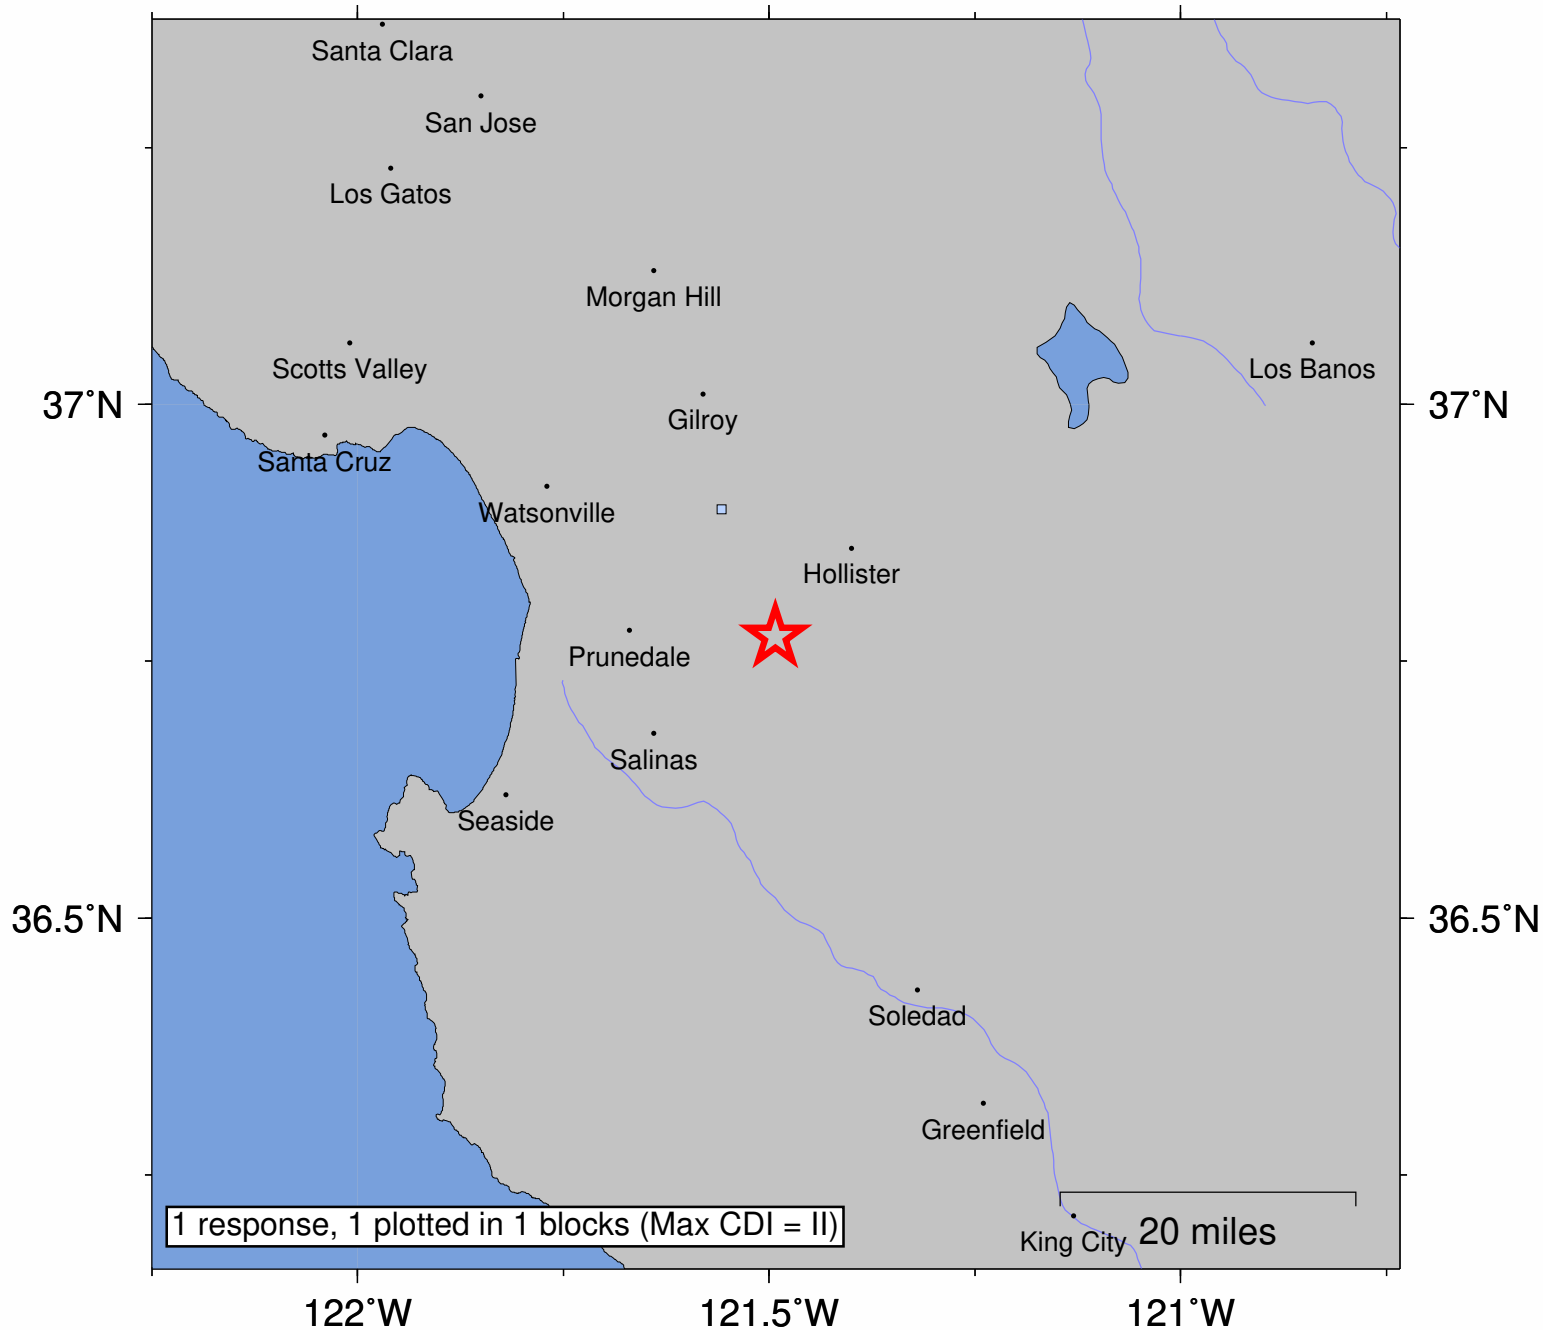 Santa Clara
San Jose
Los Gatos
Morgan Hill
Scotts Valley
Los Banos
37˚N
37˚N
Gilroy
Santa Cruz
Watsonville
Hollister
Prunedale
Salinas
Seaside
36.5˚N
36.5˚N
Soledad
Greenfield
1 response, 1 plotted in 1 blocks (Max CDI = II)
20 miles
King City
122˚W
121.5˚W
121˚W